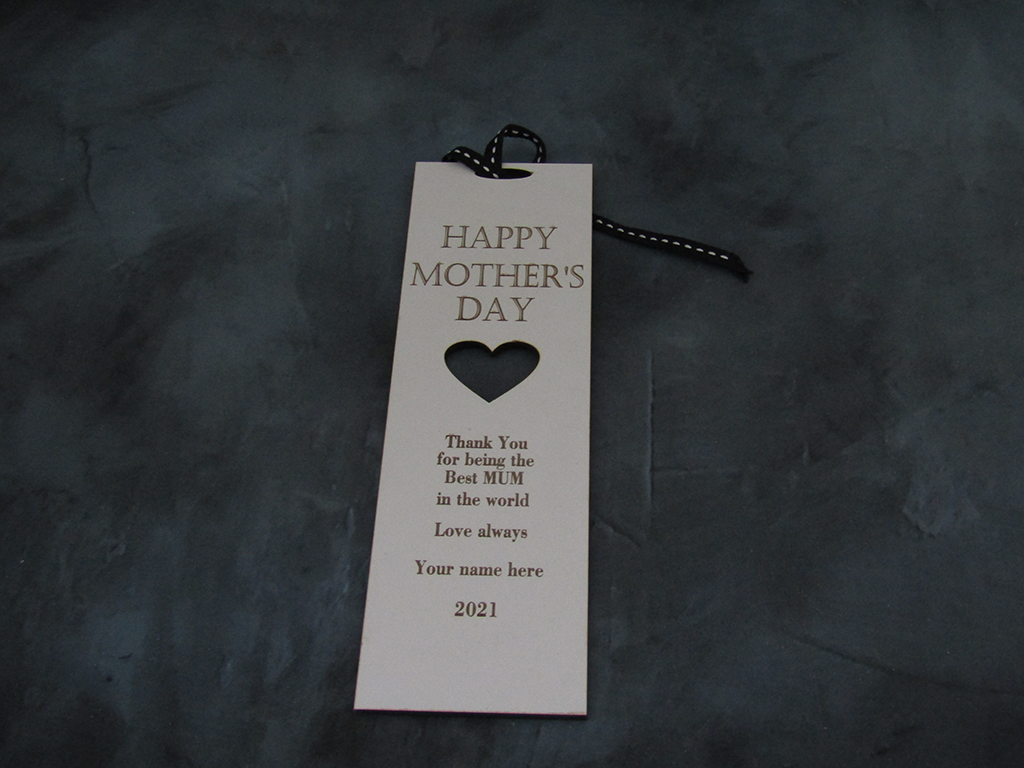 HAPPY
MOTHER'S
DAY
Thank You
for being the
Best MUM
in the world
Love always
Your name here
2021